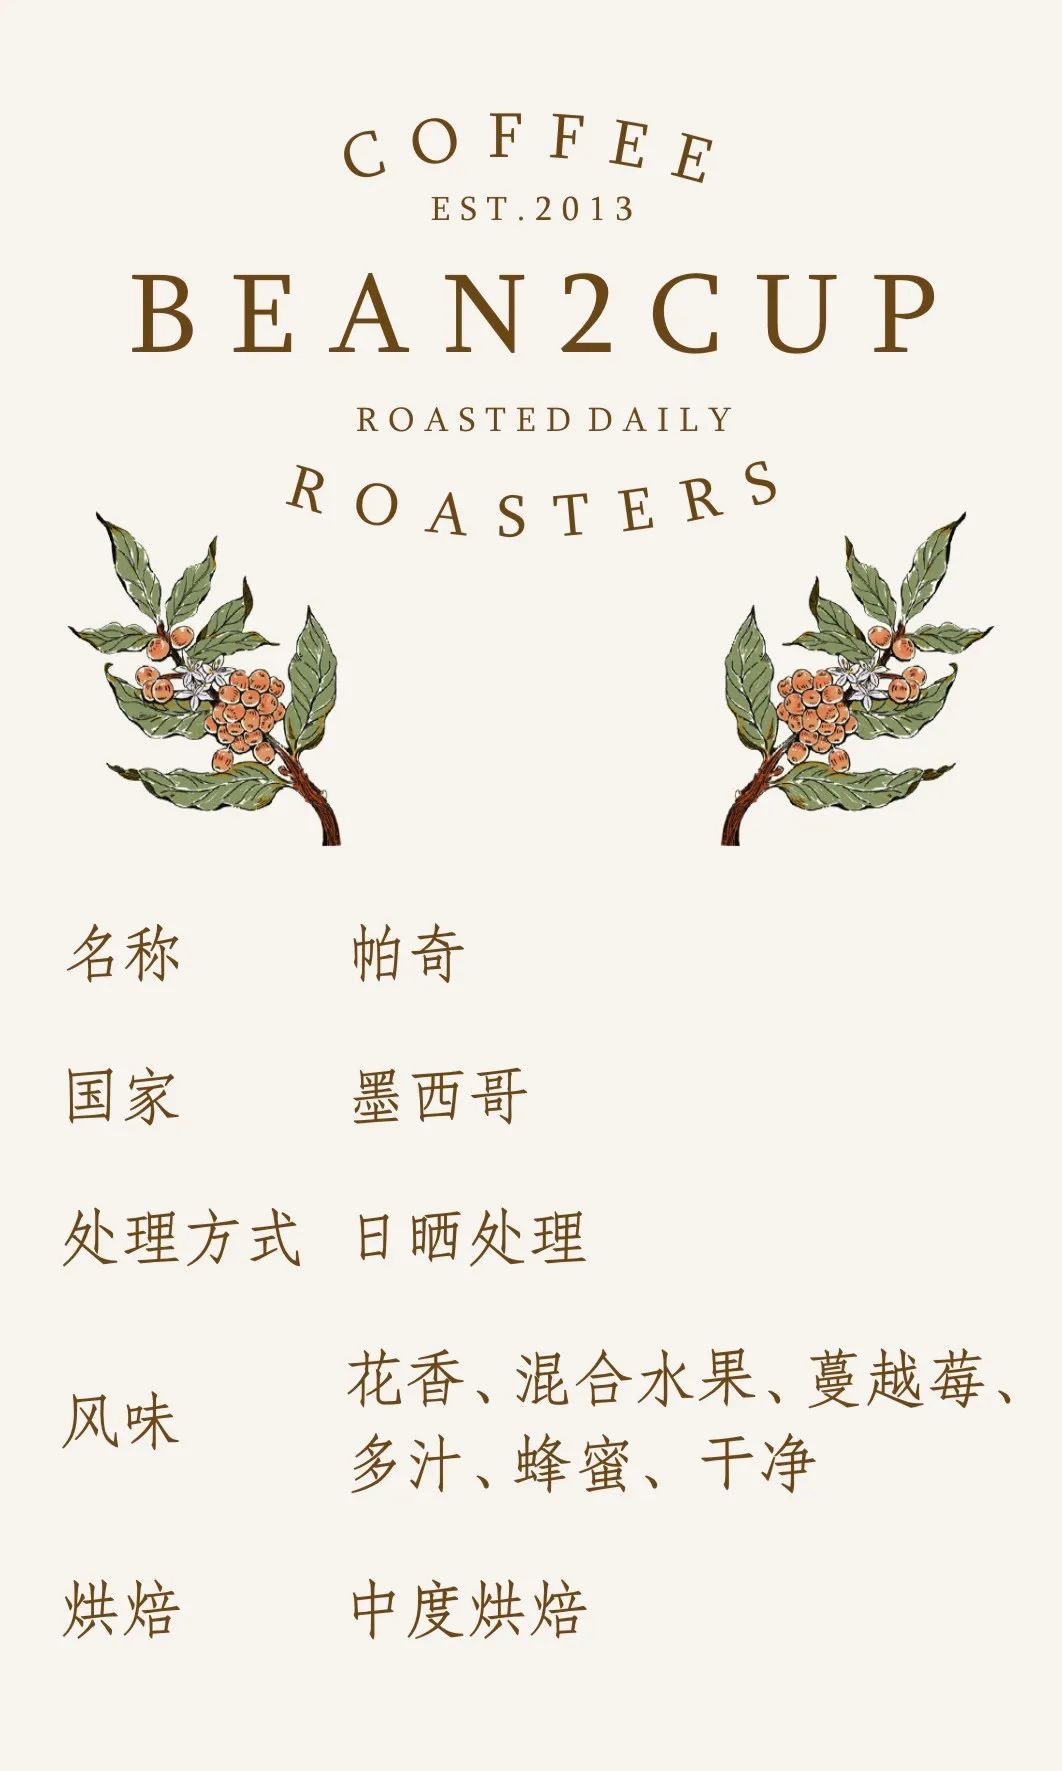 COFFEE
EST.2013
BEAN2CUP
ROASTED DAILY
ROASTERS
名称 帕奇
国家 墨西哥
处理方式 日晒处理
风味 花香、混合水果、蔓越莓、
多汁、蜂蜜、干净
烘焙 中度烘焙